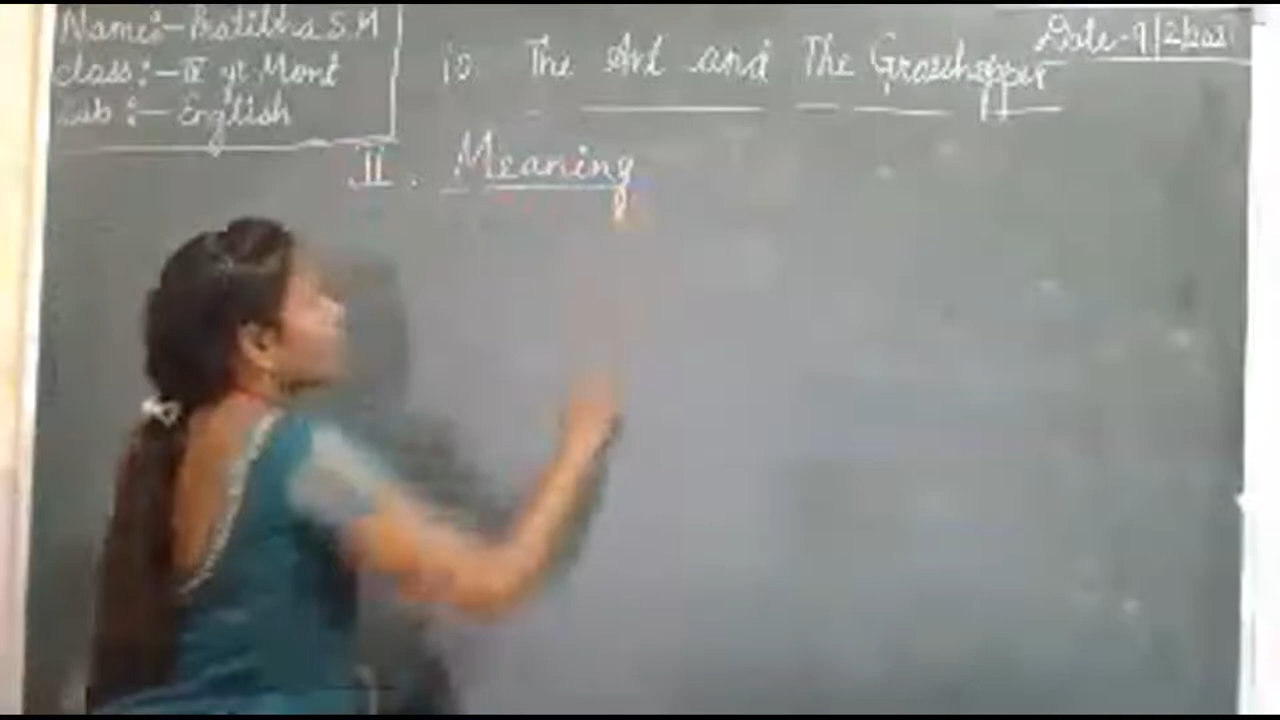 Name:- Pratibha S.M
Class:- IV yr Mont
Sub:- English
Date-9/2/2021
10. The Ant and The Grasshopper
II. Meaning